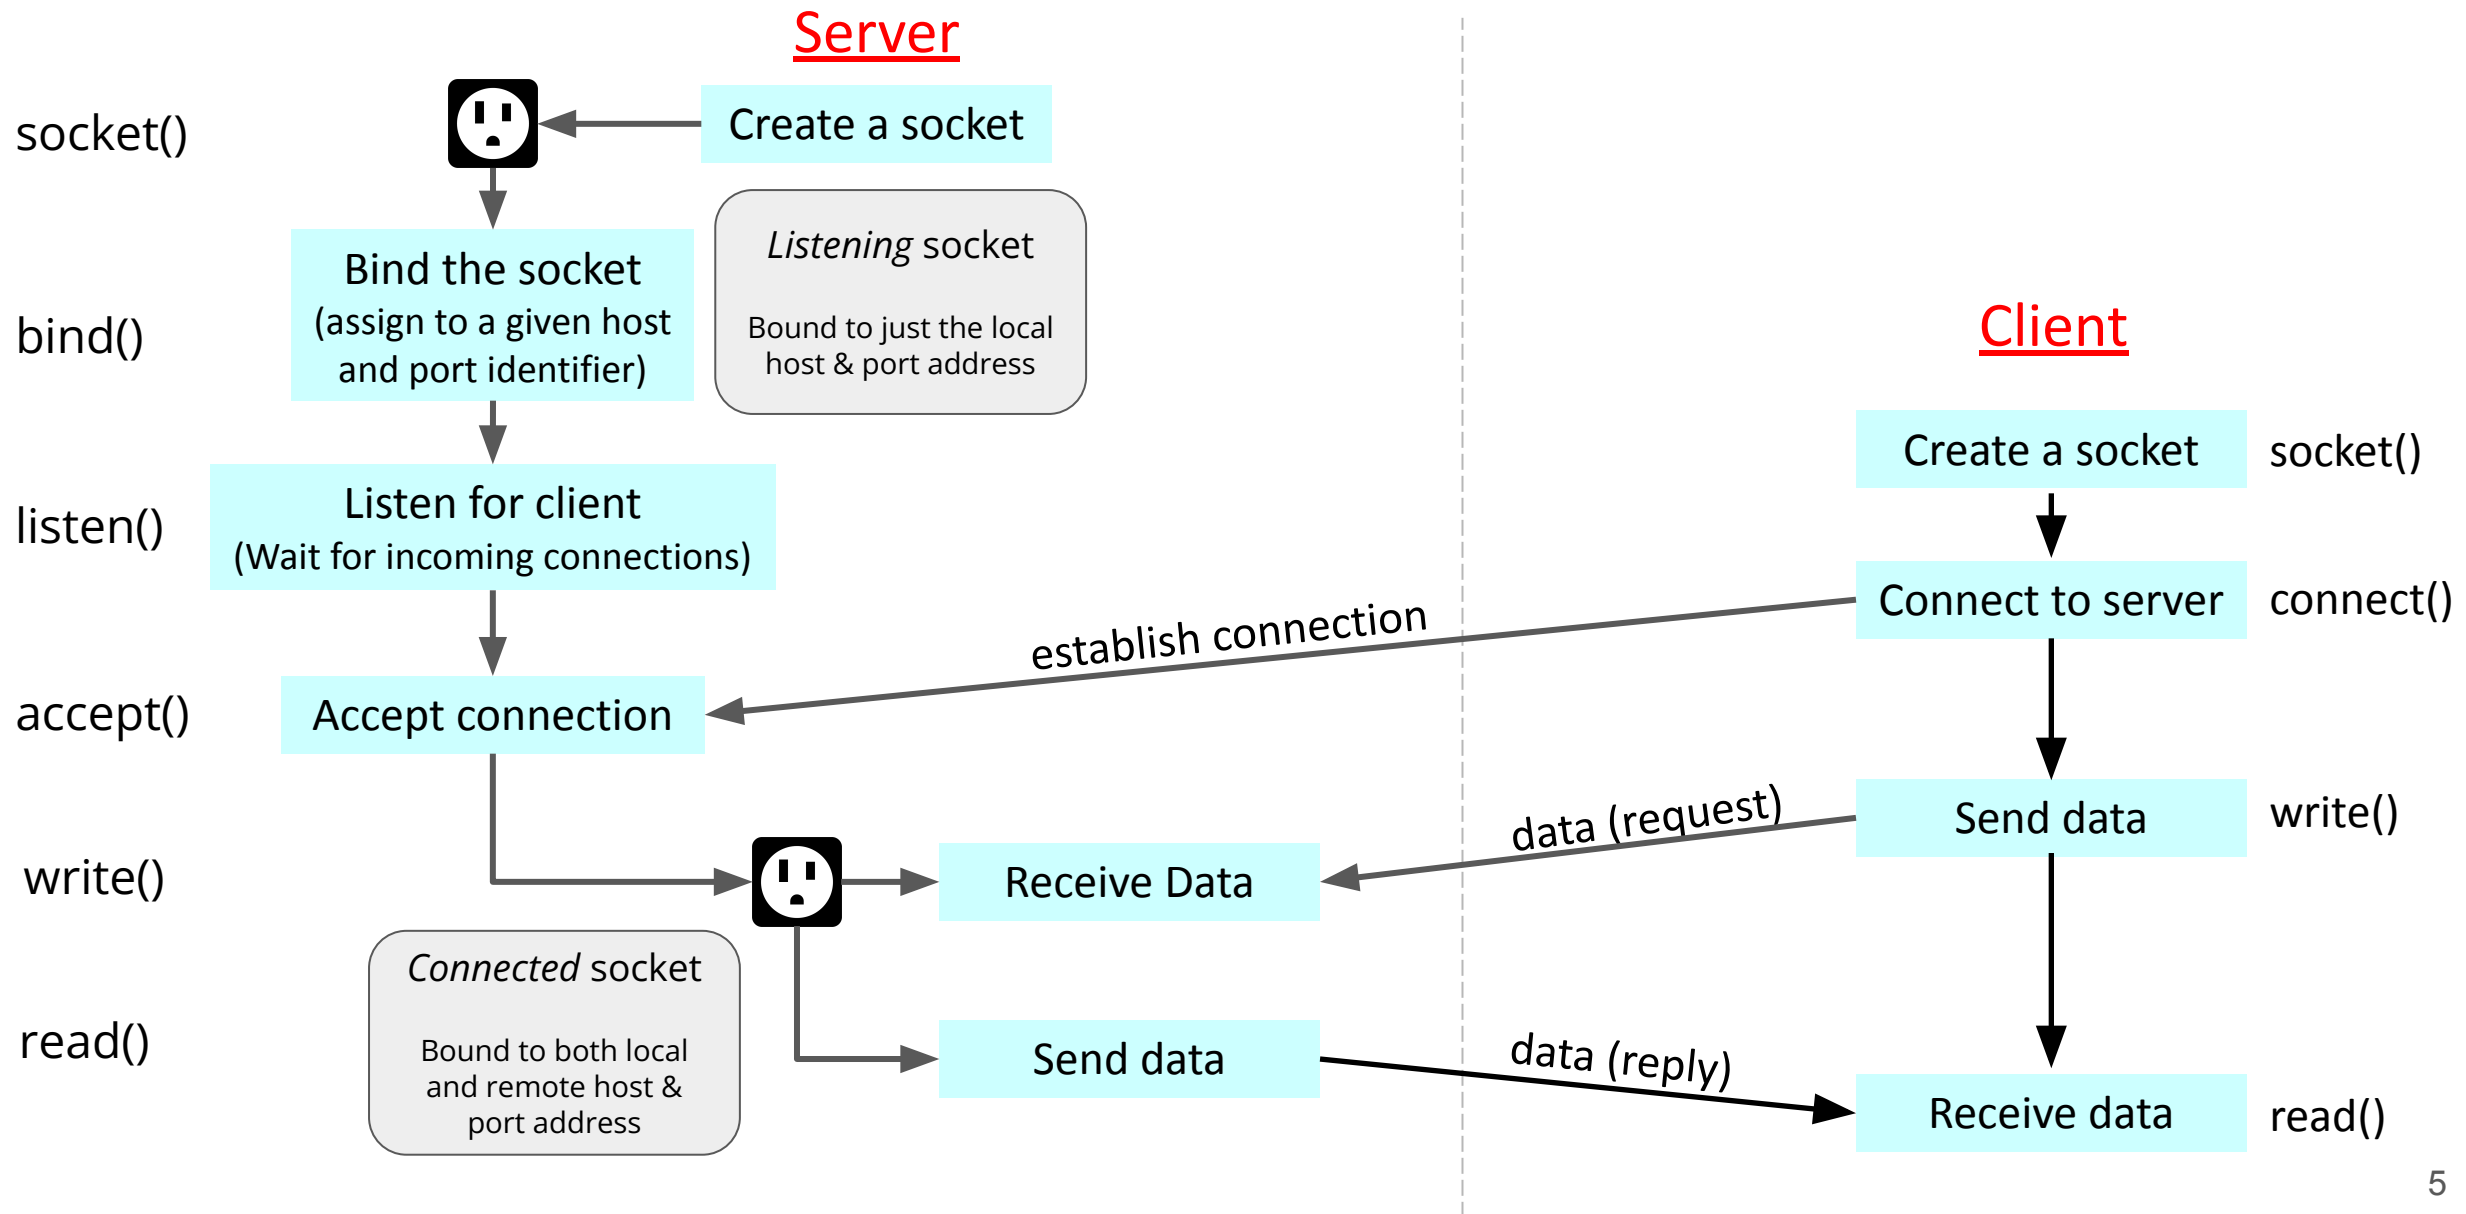 Server
socket()
Create a socket
Listening socket
Bound to just the local
host & port address
bind()
Bind the socket
(assign to a given host
and port identifier)
listen()
Listen for client
(Wait for incoming connections)
accept()
Accept connection
establish connection
write()
Receive Data
data (request)
Connected socket
Bound to both local
and remote host &
port address
read()
Send data
data (reply)
Client
Create a socket
socket()
Connect to server
connect()
Send data
write()
Receive data
read()
5